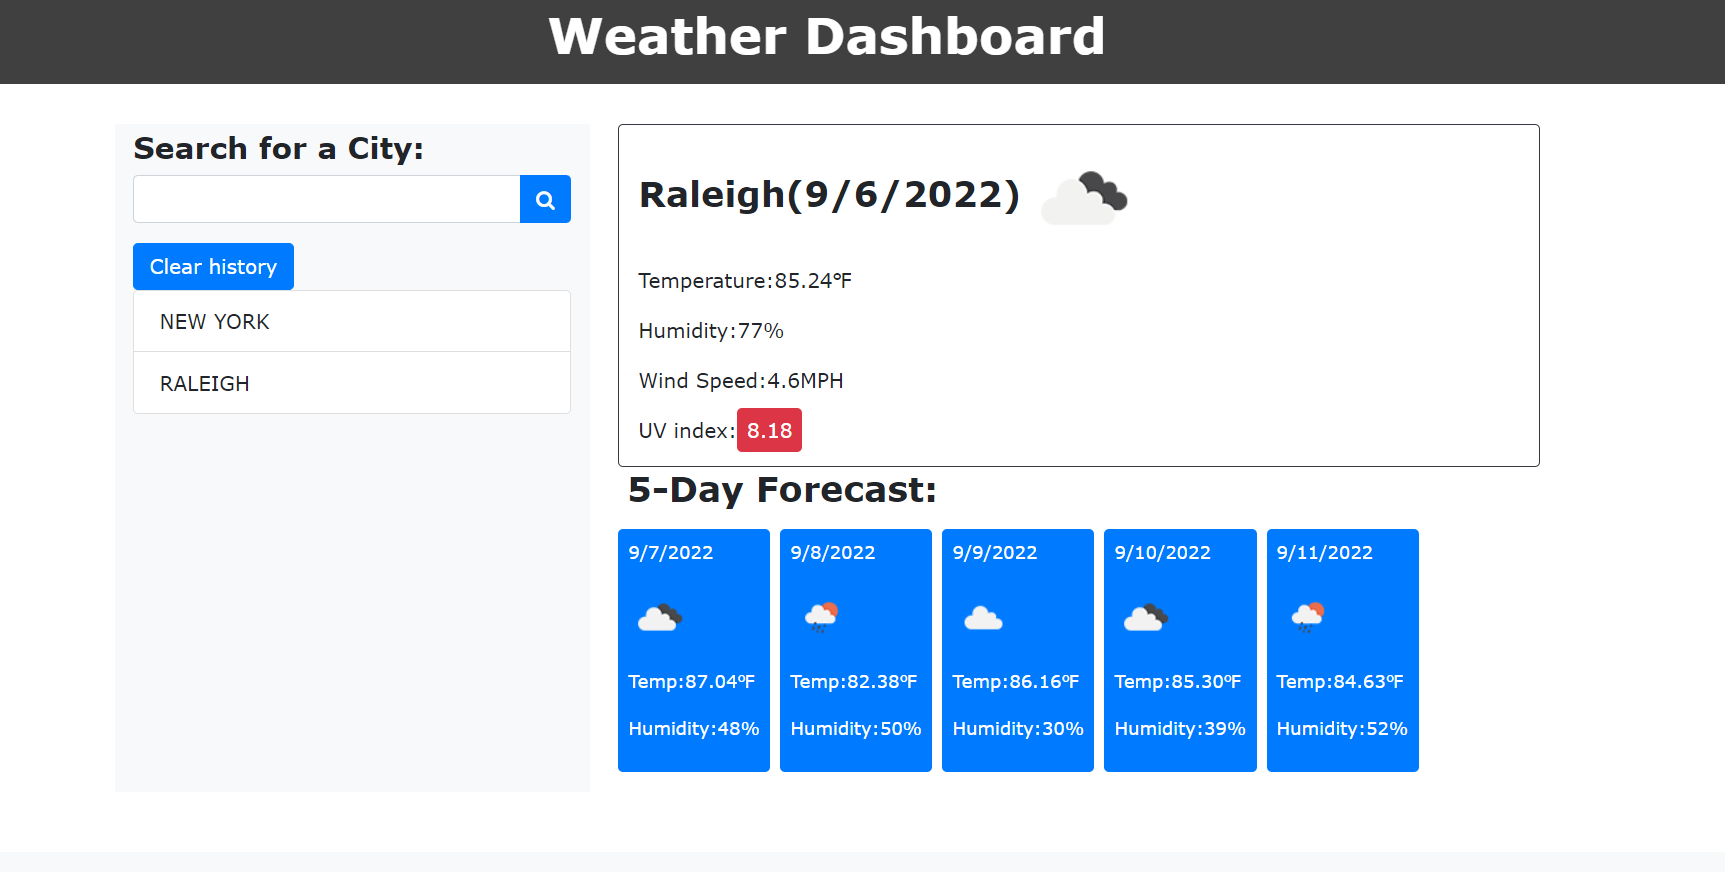 Weather Dashboard
Search for a City:
Clear history
NEW YORK
RALEIGH
Raleigh(9/6/2022)
Temperature:85.24°F
Humidity:77%
Wind Speed:4.6MPH
UV index:8.18
5-Day Forecast:
9/7/2022
Temp:87.04°F
Humidity:48%
9/8/2022
Temp:82.38°F
Humidity:50%
9/9/2022
Temp:86.16°F
Humidity:30%
9/10/2022
Temp:85.30°F
Humidity:39%
9/11/2022
Temp:84.63°F
Humidity:52%